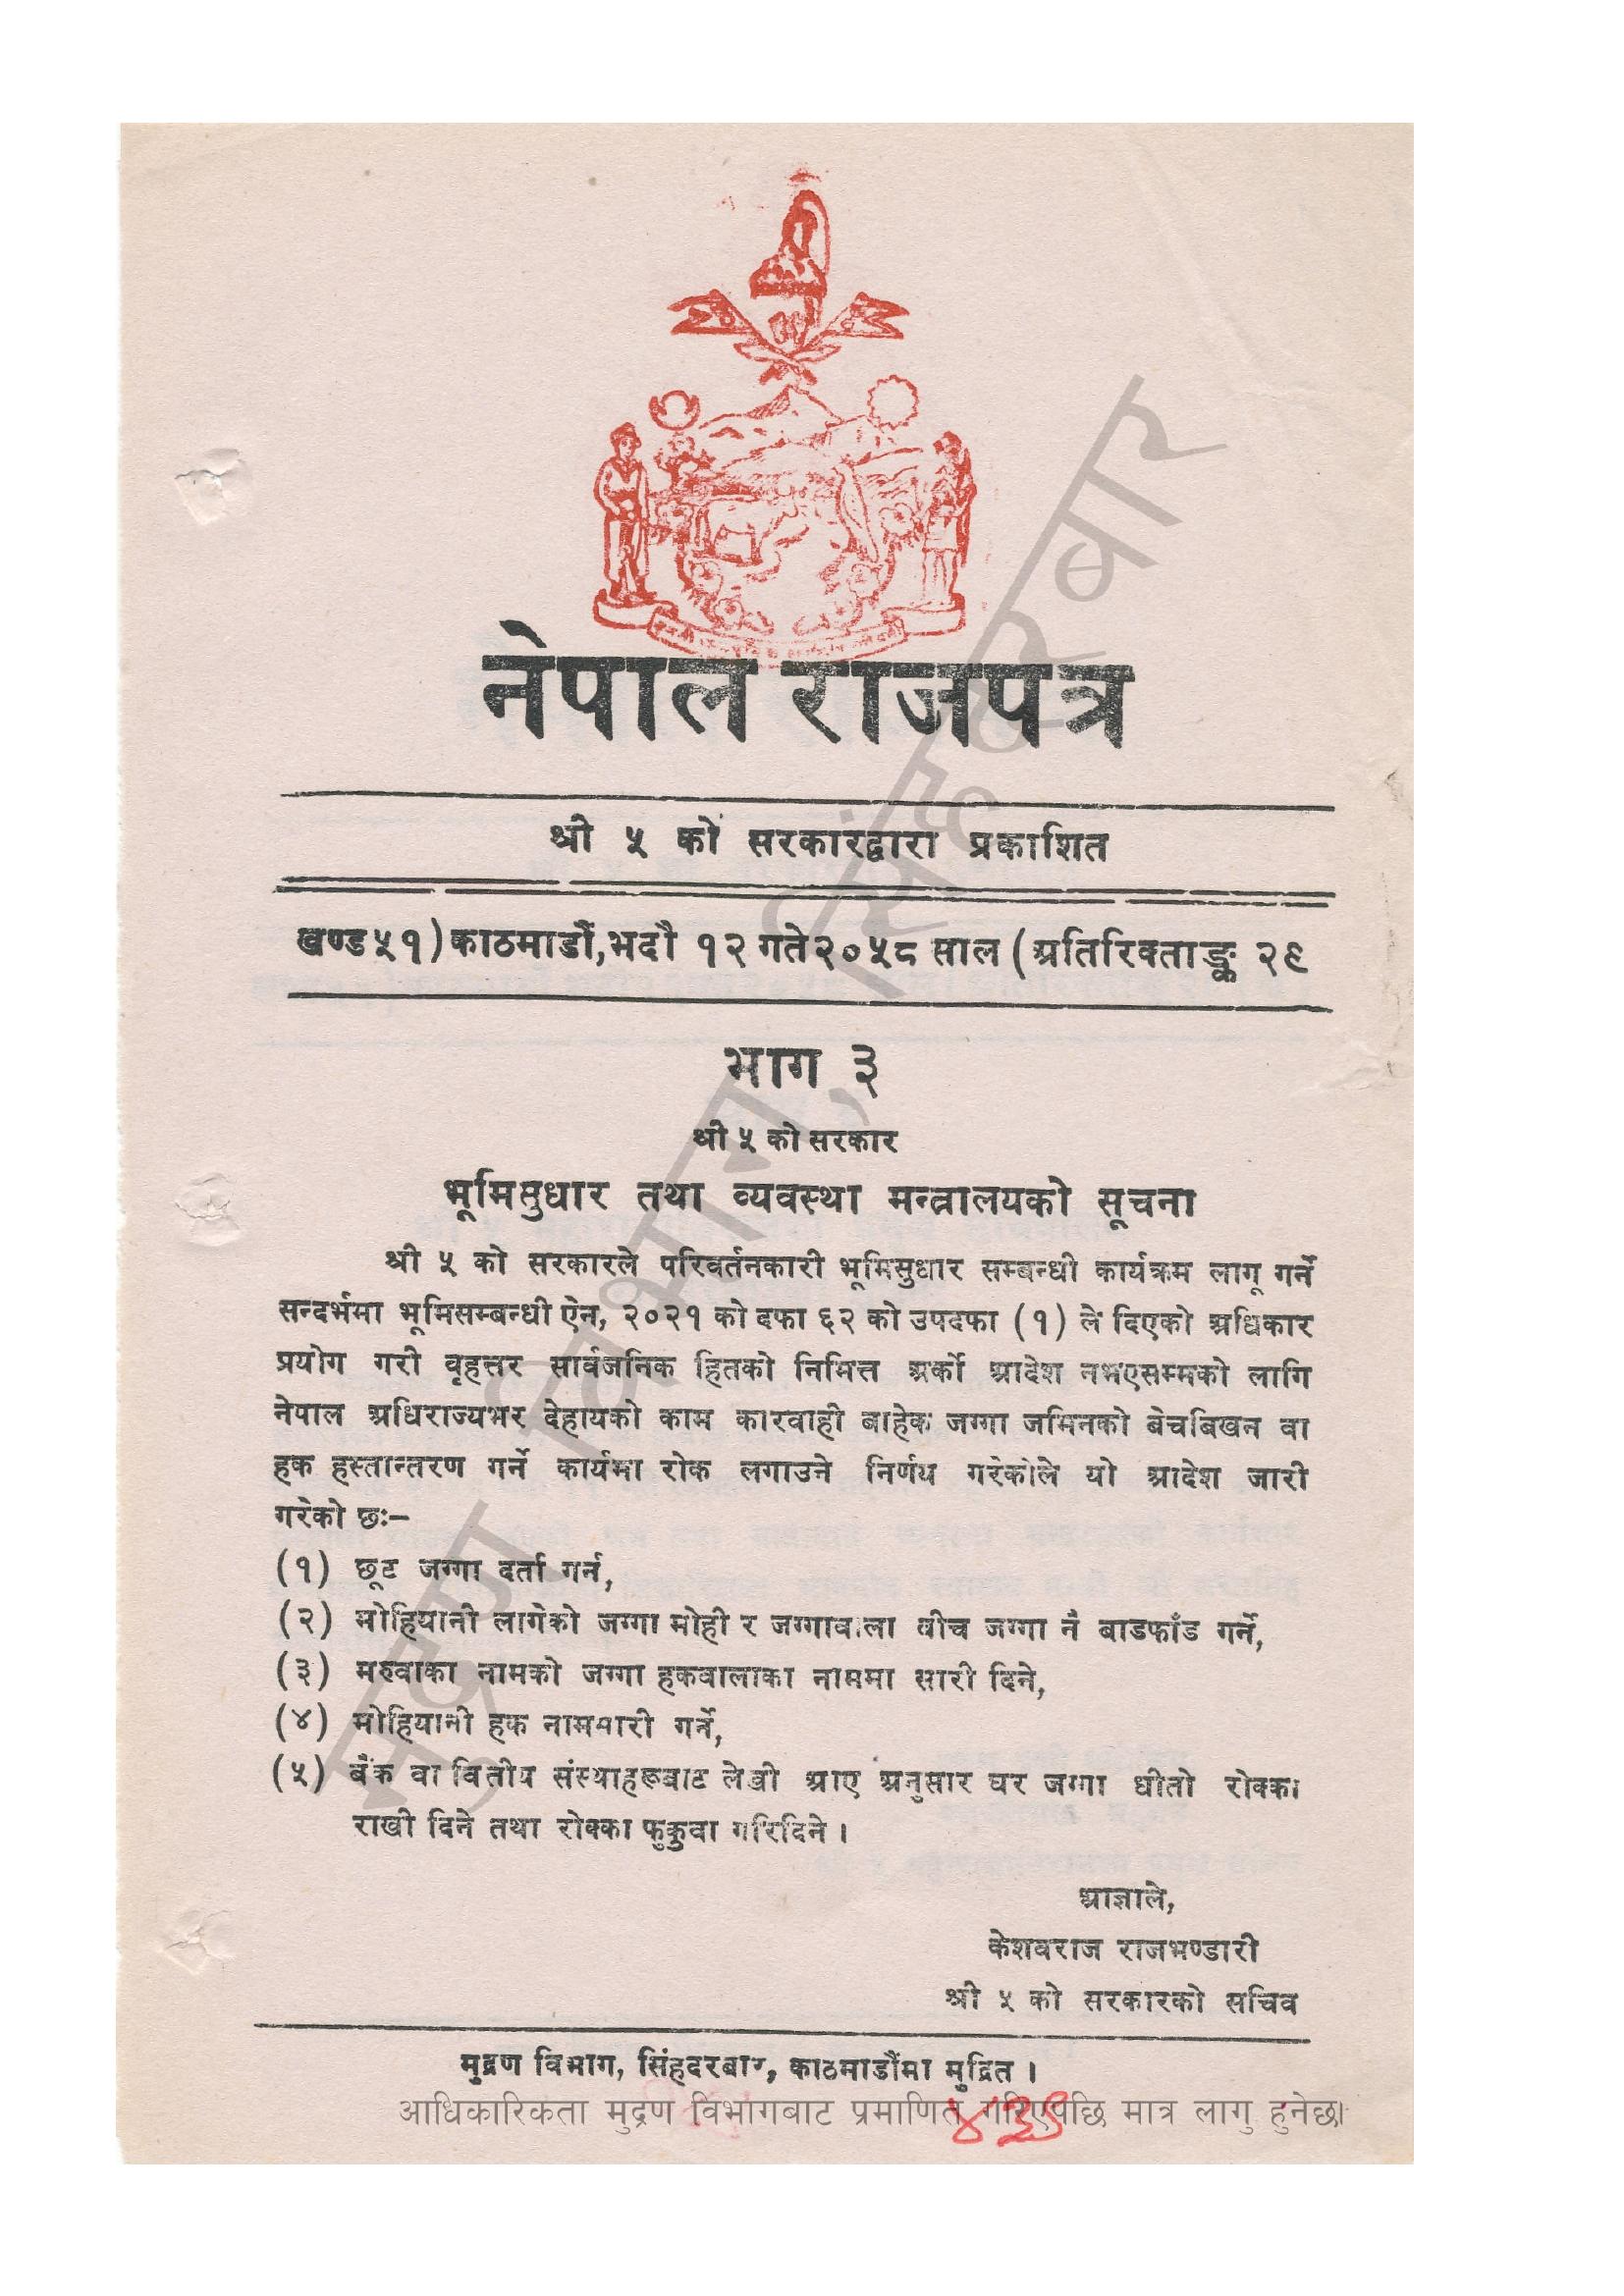 नेपाल राजपत्र
श्री ५ को सरकारद्वारा प्रकाशित
खण्ड ५१) काठमाडौं, भदौ १२ गते २०५८ साल (अतिरिक्ताङ्क २९
भाग ३
श्री ५ को सरकार
भूमिसुधार तथा व्यवस्था मन्त्रालयको सूचना
श्री ५ को सरकारले परिवर्तनकारी भूमिसुधार सम्बन्धी कार्यक्रम लागू गर्ने
सन्दर्भमा भूमिसम्बन्धी ऐन, २०२१ को दफा ६२ को उपदफा (१) ले दिएको अधिकार
प्रयोग गरी वृहत्तर सार्वजनिक हितको निमित्त अर्को आदेश नभएसम्मको लागि
नेपाल अधिराज्यभर देहायको काम कारवाही बाहेक जग्गा जमिनको बेचबिखन वा
हक हस्तान्तरण गर्ने कार्यमा रोक लगाउने निर्णय गरेकोले यो आदेश जारी
गरेको छः–
(१) छूट जग्गा दर्ता गर्न,
(२) मोहियानी लागेको जग्गा मोही र जग्गावाला बीच जग्गा नै बाडफाँड गर्ने,
(३) मरुवाका नामको जग्गा हकवालाका नाममा सारी दिने,
(४) मोहियानी हक नामसारी गर्ने,
(५) बैंक वा वित्तीय संस्थाहरूबाट लेखी आए अनुसार घर जग्गा धीतो रोक्का
राखी दिने तथा रोक्का फुकुवा गरिदिने ।
आज्ञाले,
केशवराज राजभण्डारी
श्री ५ को सरकारको सचिव
मुद्रण विभाग, सिंहदरबार, काठमाडौंमा मुद्रित ।
आधिकारिकता मुद्रण विभागबाट प्रमाणित गरिएपछि मात्र लागु हुनेछ।
४३९
मुद्रण विभाग, सिंहदरबार